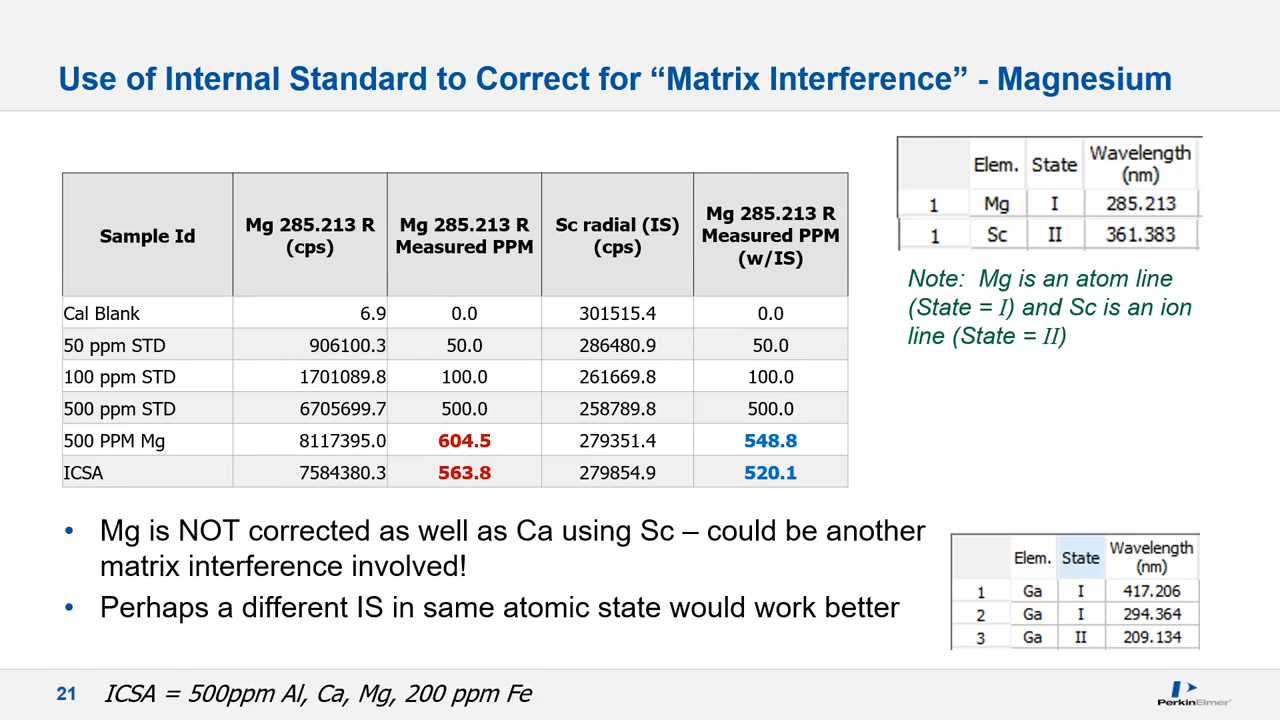 Use of Internal Standard to Correct for “Matrix Interference” - Magnesium
Sample Id | Mg 285.213 R (cps) | Mg 285.213 R Measured PPM | Sc radial (IS) (cps) | Mg 285.213 R Measured PPM (w/IS)
Cal Blank | 6.9 | 0.0 | 301515.4 | 0.0
50 ppm STD | 906100.3 | 50.0 | 286480.9 | 50.0
100 ppm STD | 1701089.8 | 100.0 | 261669.8 | 100.0
500 ppm STD | 6705699.7 | 500.0 | 258789.8 | 500.0
500 PPM Mg | 8117395.0 | 604.5 | 279351.4 | 548.8
ICSA | 7584380.3 | 563.8 | 279854.9 | 520.1
Elem. | State | Wavelength (nm)
1 | Mg | I | 285.213
1 | Sc | II | 361.383
Note: Mg is an atom line
(State = I) and Sc is an ion
line (State = II)
• Mg is NOT corrected as well as Ca using Sc – could be another
matrix interference involved!
• Perhaps a different IS in same atomic state would work better
Elem. | State | Wavelength (nm)
1 | Ga | I | 417.206
2 | Ga | I | 294.364
3 | Ga | II | 209.134
21
ICSA = 500ppm Al, Ca, Mg, 200 ppm Fe
PerkinElmer